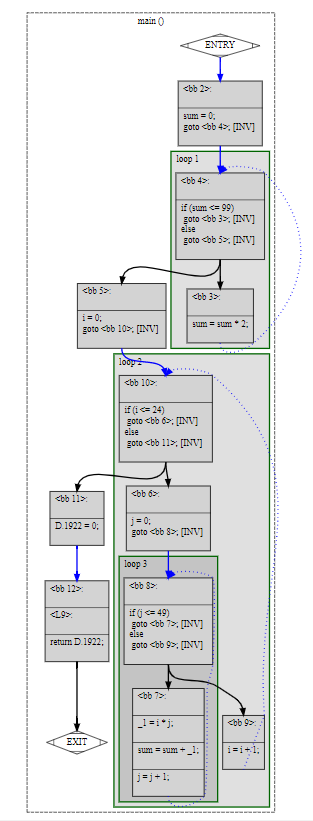 main ()
ENTRY
<bb 2>:
sum = 0;
goto <bb 4>; [INV]
loop 1
<bb 4>:
if (sum <= 99)
goto <bb 3>; [INV]
else
goto <bb 5>; [INV]
<bb 5>:
i = 0;
goto <bb 10>; [INV]
<bb 3>:
sum = sum * 2;
loop 2
<bb 10>:
if (i <= 24)
goto <bb 6>; [INV]
else
goto <bb 11>; [INV]
<bb 11>:
D.1922 = 0;
<bb 6>:
j = 0;
goto <bb 8>; [INV]
loop 3
<bb 8>:
if (j <= 49)
goto <bb 7>; [INV]
else
goto <bb 9>; [INV]
<bb 12>:
<L9>:
return D.1922;
<bb 7>:
_1 = i * j;
sum = sum + _1;
j = j + 1;
<bb 9>:
i = i + 1;
EXIT